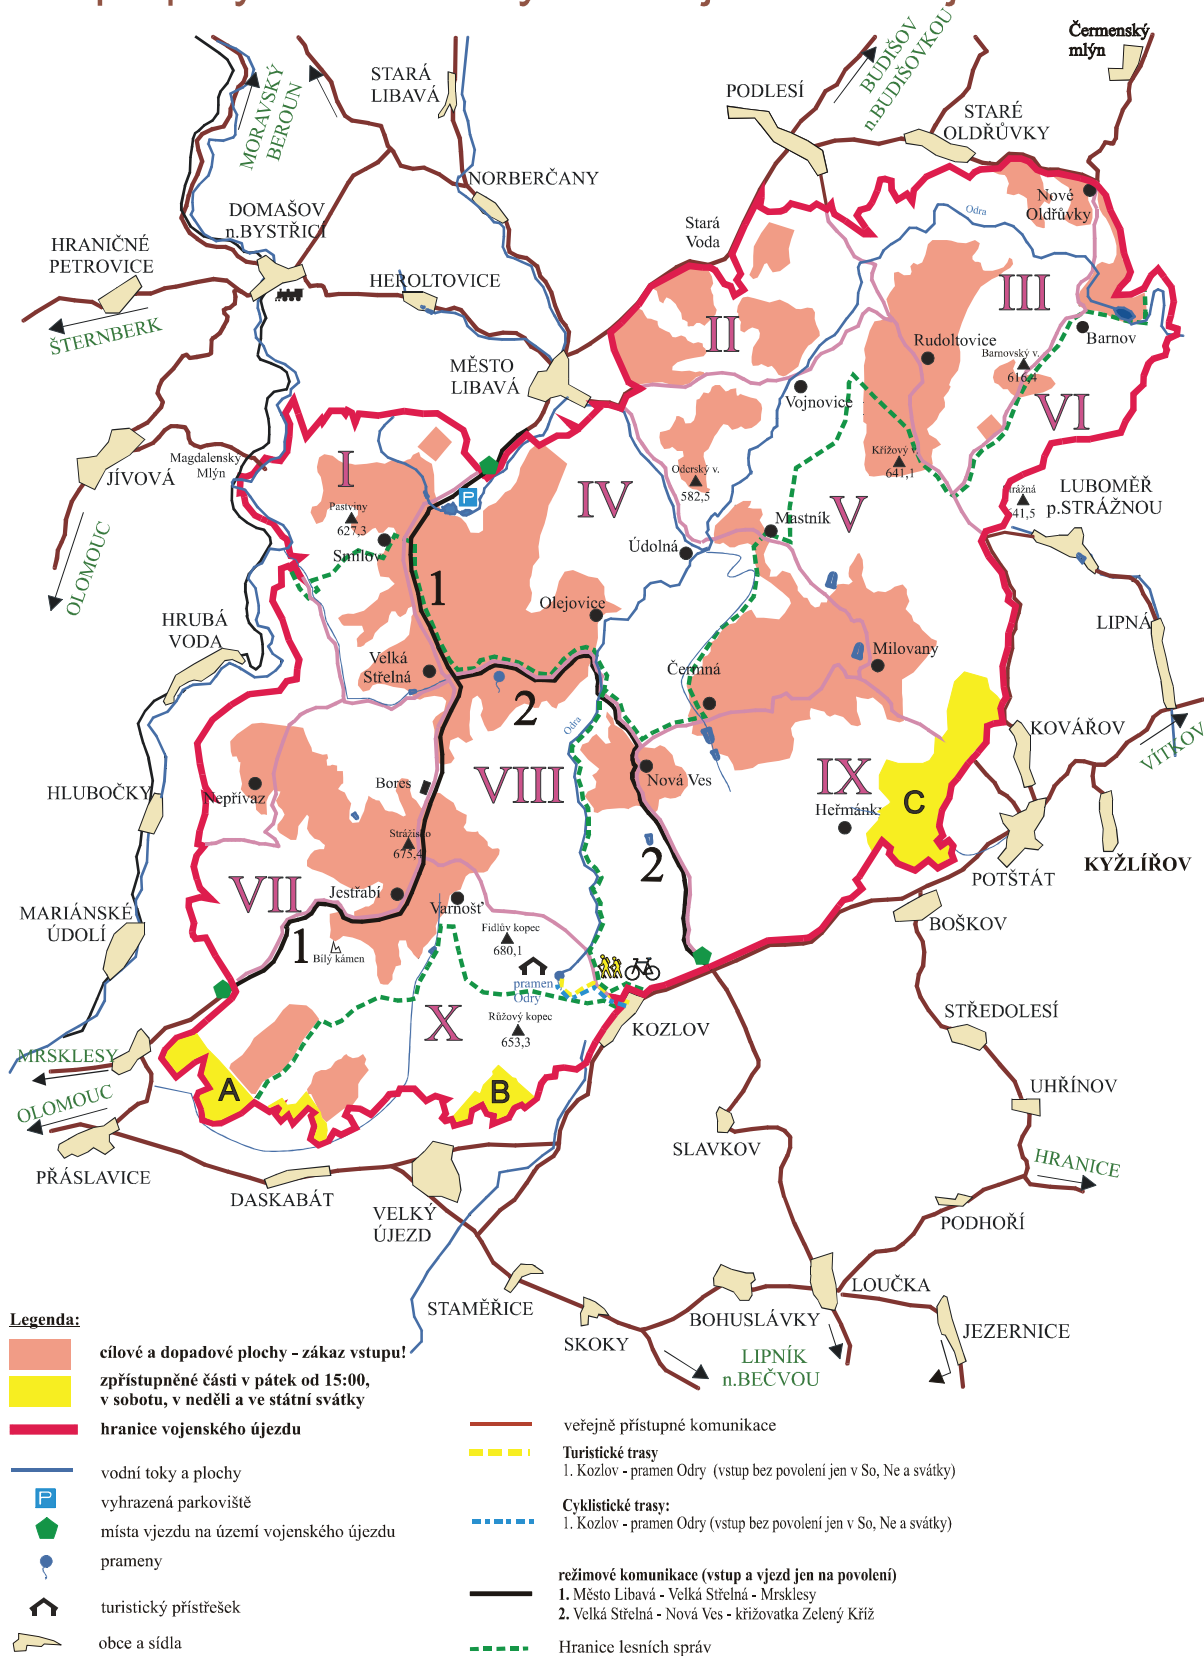 Čermenský
mlýn
BUDIŠOV
n.BUDIŠOVKOU
STARÁ
LIBAVÁ
PODLESÍ
STARÉ
OLDŘŮVKY
MORAVSKÝ
BEROUN
NORBERČANY
Nové
Oldřůvky
DOMAŠOV
n.BYSTŘICÍ
Stará
Voda
Odra
HRANIČNÉ
PETROVICE
HEROLTOVICE
III
ŠTERNBERK
II
Rudoltovice
Barnov
Barnovský v.
616,4
MĚSTO
LIBAVÁ
Vojnovice
VI
Magdalenský
Mlýn
JÍVOVÁ
I
Pastviny
627,3
P
IV
Oderský v.
582,5
Křížový
641,1
V
LUBOMĚŘ
p.STRÁŽNOU
641,5
Smilov
Mastník
Údolná
OLOMOUC
1
Olejovice
HRUBÁ
VODA
LIPNÁ
Velká
Střelná
Milovany
Čermná
2
Odra
KOVÁŘOV
VÍTKOV
HLUBOČKY
Nepřívaz
Bores
VIII
Nová Ves
IX
Heřmánky
C
Strážisko
675,4
2
KYŽLÍŘOV
POTŠTÁT
VII
Jestřabí
Varnošť
MARIÁNSKÉ
ÚDOLÍ
BOŠKOV
1
Bílý kámen
Fidlův kopec
680,1
pramen
Odry
X
Růžový kopec
653,3
KOZLOV
STŘEDOLESÍ
MRSKLESY
A
B
OLOMOUC
UHŘÍNOV
SLAVKOV
HRANICE
PŘÁSLAVICE
DASKABÁT
VELKÝ
ÚJEZD
PODHOŘÍ
STAMĚŘICE
BOHUSLÁVKY
LOUČKA
SKOKY
JEZERNICE
LIPNÍK
n.BEČVOU
Legenda:
cílové a dopadové plochy - zákaz vstupu!
zpřístupněné části v pátek od 15:00,
v sobotu, v neděli a ve státní svátky
hranice vojenského újezdu
vodní toky a plochy
P
vyhrazená parkoviště
místa vjezdu na území vojenského újezdu
prameny
turistický přístřešek
obce a sídla
veřejně přístupné komunikace
Turistické trasy
1. Kozlov - pramen Odry (vstup bez povolení jen v So, Ne a svátky)
Cyklistické trasy:
1. Kozlov - pramen Odry (vstup bez povolení jen v So, Ne a svátky)
režimové komunikace (vstup a vjezd jen na povolení)
1. Město Libavá - Velká Střelná - Mrsklesy
2. Velká Střelná - Nová Ves - křižovatka Zelený Kříž
Hranice lesních správ